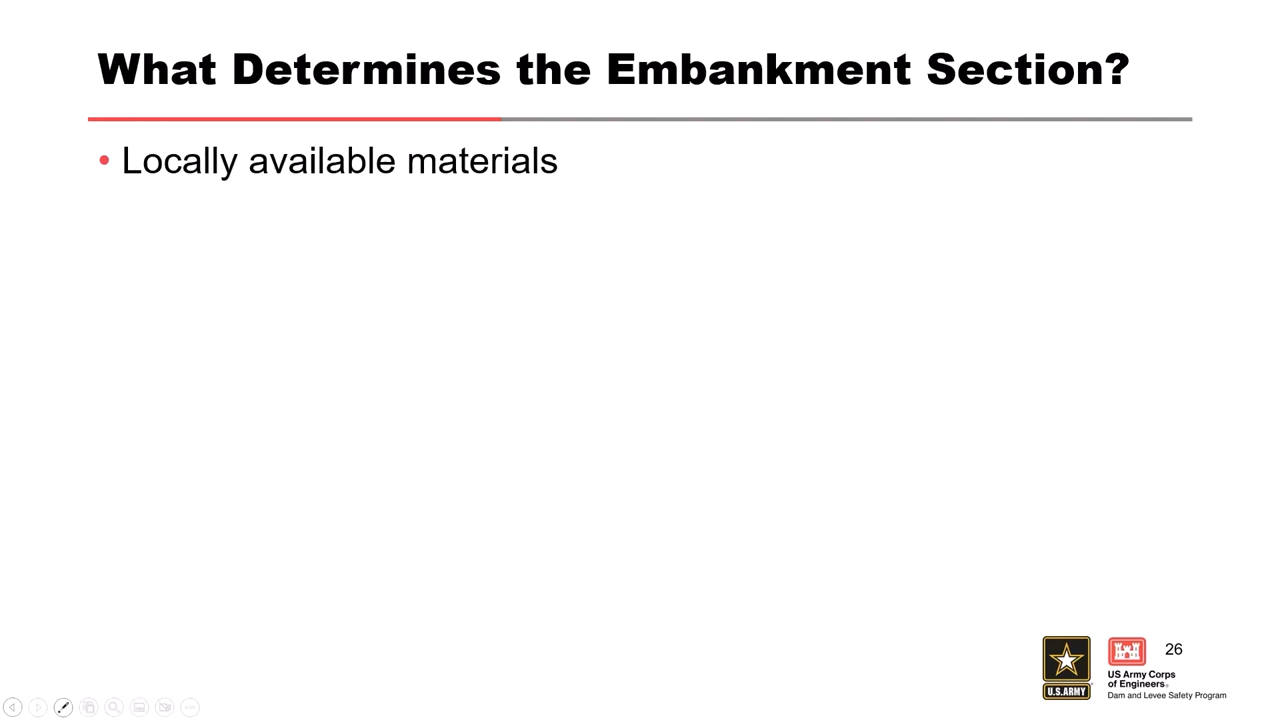 What Determines the Embankment Section?
• Locally available materials
26
U.S.ARMY
US Army Corps
of Engineers®
Dam and Levee Safety Program